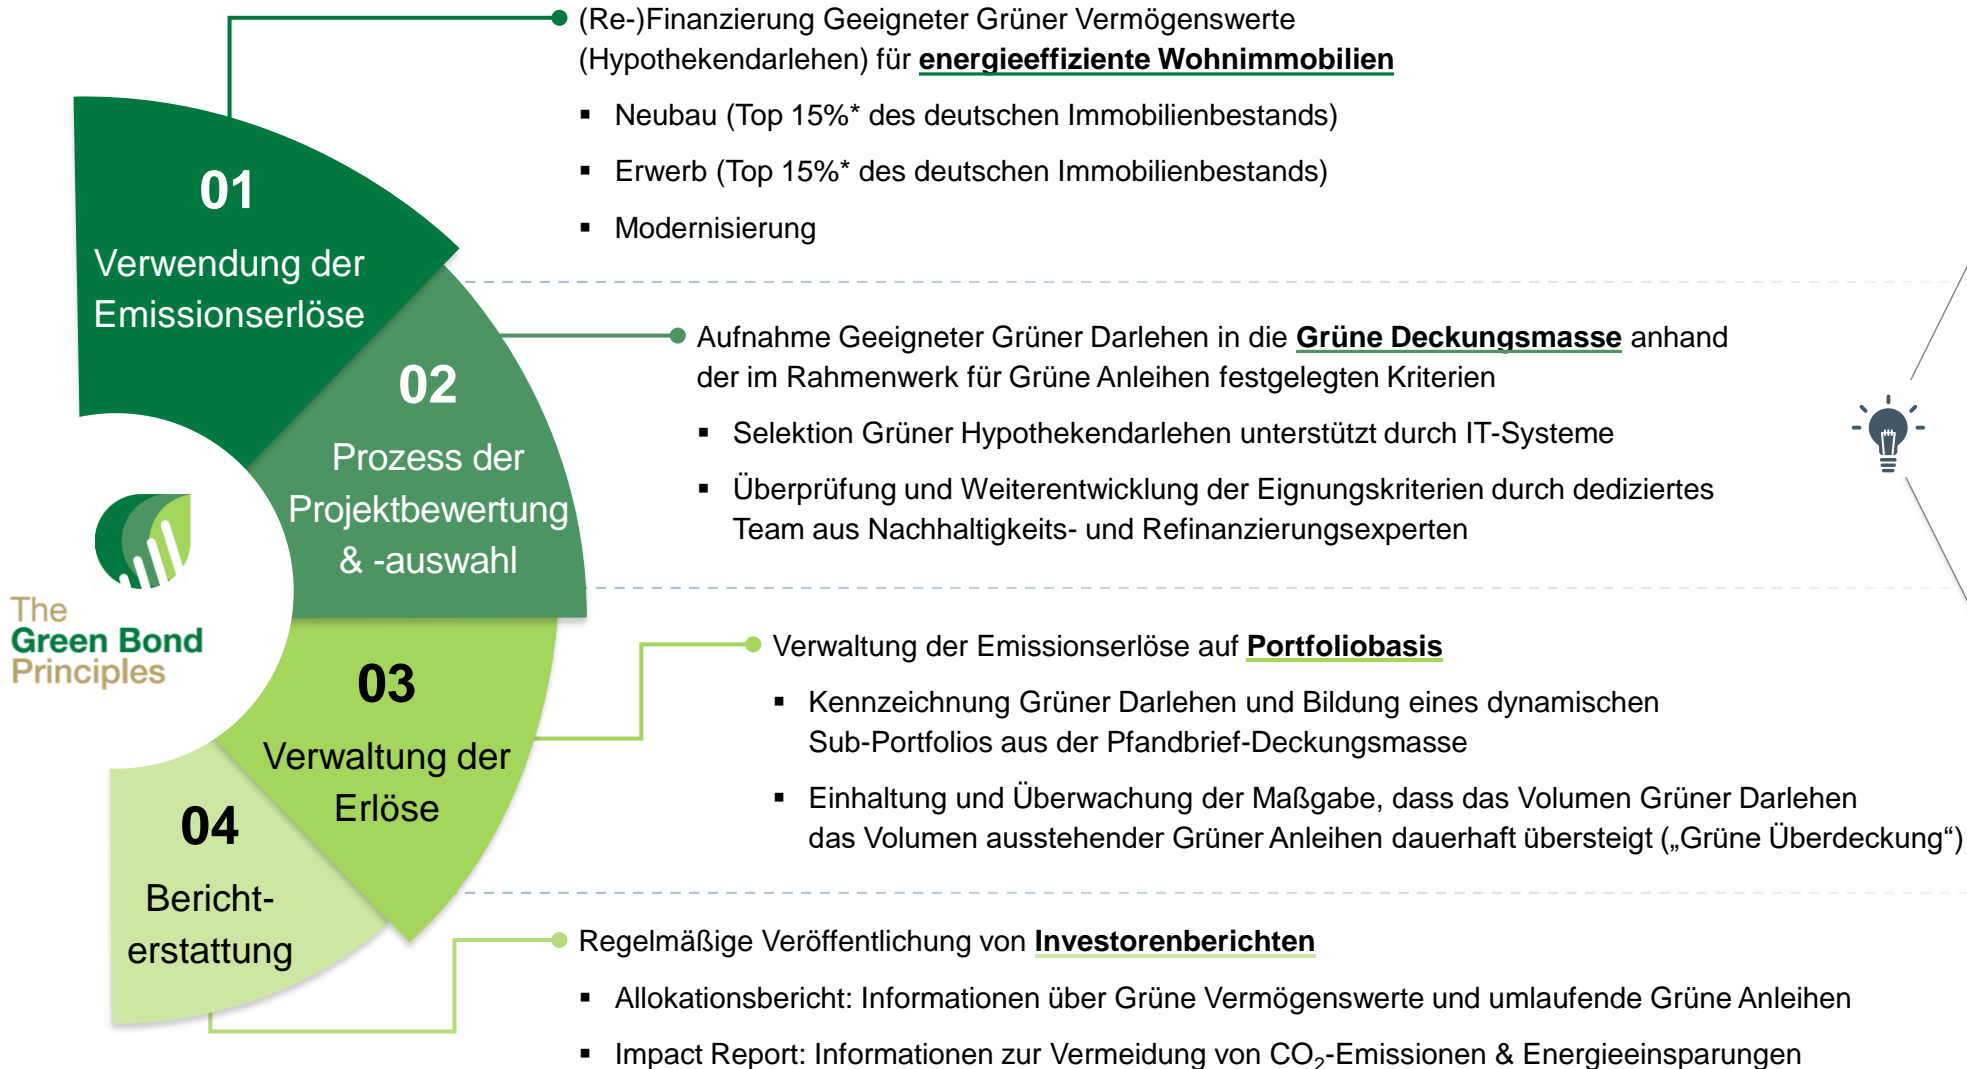 (Re-)Finanzierung Geeigneter Grüner Vermögenswerte
(Hypothekendarlehen) für energieeffiziente Wohnimmobilien
▪ Neubau (Top 15%* des deutschen Immobilienbestands)
▪ Erwerb (Top 15%* des deutschen Immobilienbestands)
▪ Modernisierung
01
Verwendung der
Emissionserlöse
Aufnahme Geeigneter Grüner Darlehen in die Grüne Deckungsmasse anhand
der im Rahmenwerk für Grüne Anleihen festgelegten Kriterien
▪ Selektion Grüner Hypothekendarlehen unterstützt durch IT-Systeme
▪ Überprüfung und Weiterentwicklung der Eignungskriterien durch dediziertes
Team aus Nachhaltigkeits- und Refinanzierungsexperten
02
Prozess der
Projektbewertung
& -auswahl
The
Green Bond
Principles
Verwaltung der Emissionserlöse auf Portfoliobasis
▪ Kennzeichnung Grüner Darlehen und Bildung eines dynamischen
Sub-Portfolios aus der Pfandbrief-Deckungsmasse
▪ Einhaltung und Überwachung der Maßgabe, dass das Volumen Grüner Darlehen
das Volumen ausstehender Grüner Anleihen dauerhaft übersteigt („Grüne Überdeckung“)
03
Verwaltung der
Erlöse
04
Bericht-
erstattung
Regelmäßige Veröffentlichung von Investorenberichten
▪ Allokationsbericht: Informationen über Grüne Vermögenswerte und umlaufende Grüne Anleihen
▪ Impact Report: Informationen zur Vermeidung von CO₂-Emissionen & Energieeinsparungen